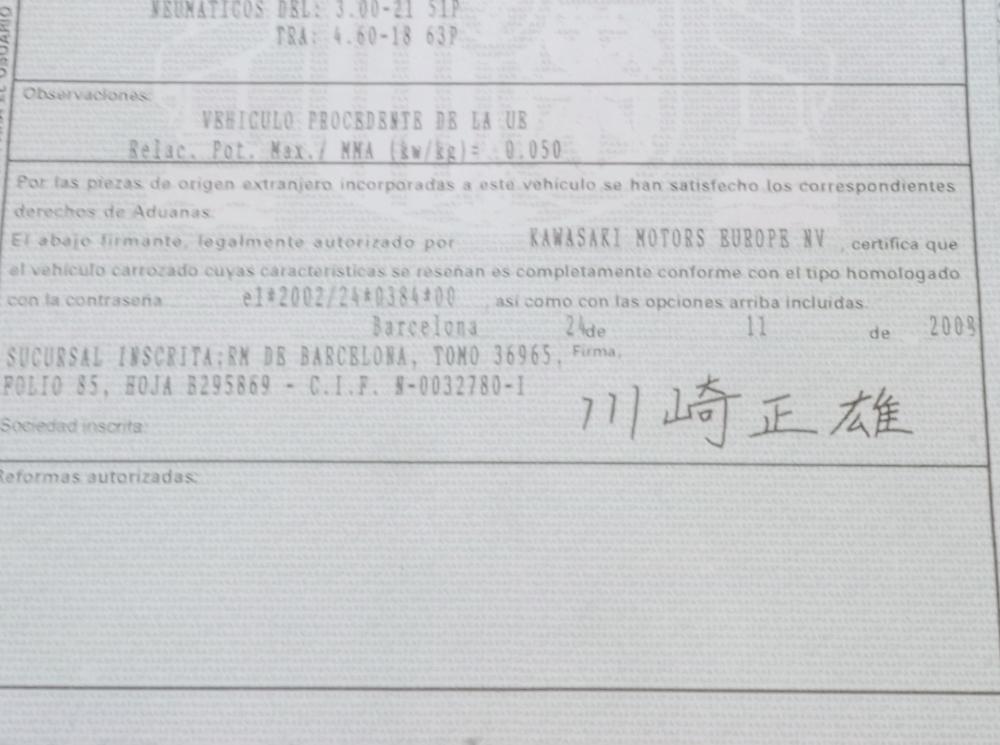 NEUMATICOS DEL: 3.00-21 51P
TRA: 4.60-18 63P
Observaciones:
VEHICULO PROCEDENTE DE LA UE
Relac. Pot. Max./ MMA (kw/kg)= 0.050
Por las piezas de origen extranjero incorporadas a este vehículo se han satisfecho los correspondientes
derechos de Aduanas.
El abajo firmante, legalmente autorizado por KAWASAKI MOTORS EUROPE NV , certifica que
el vehículo carrozado cuyas características se reseñan es completamente conforme con el tipo homologado
con la contraseña e1*2002/24*0384*00 , así como con las opciones arriba incluidas.
Barcelona 24 de 11 de 2009
SUCURSAL INSCRITA:RM DE BARCELONA, TOMO 36965, Firma,
FOLIO 85, HOJA B295869 - C.I.F. N-0032780-I
川崎正雄
Sociedad inscrita:
Reformas autorizadas: